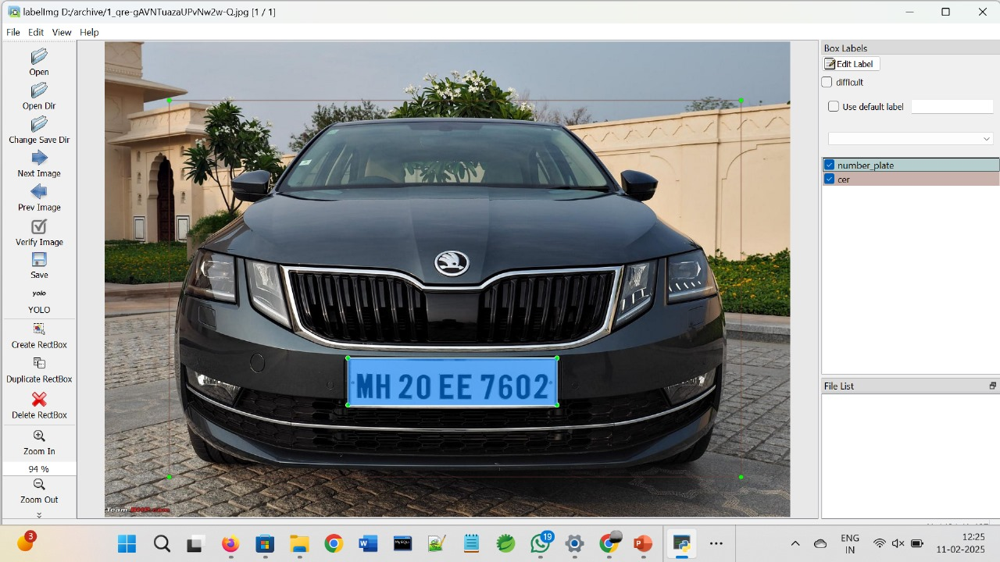 labelImg D:/archive/1_qre-gAVNTuazaUPvNw2w-Q.jpg [1 / 1]
File Edit View Help
Open
Open Dir
Change Save Dir
Next Image
Prev Image
Verify Image
Save
yolo
YOLO
Create RectBox
Duplicate RectBox
Delete RectBox
Zoom In
94 %
Zoom Out
MH 20 EE 7602
Team-BHP.com
Box Labels
Edit Label
difficult
Use default label
number_plate
cer
File List
3
MySQL
19
ENG
IN
12:25
11-02-2025